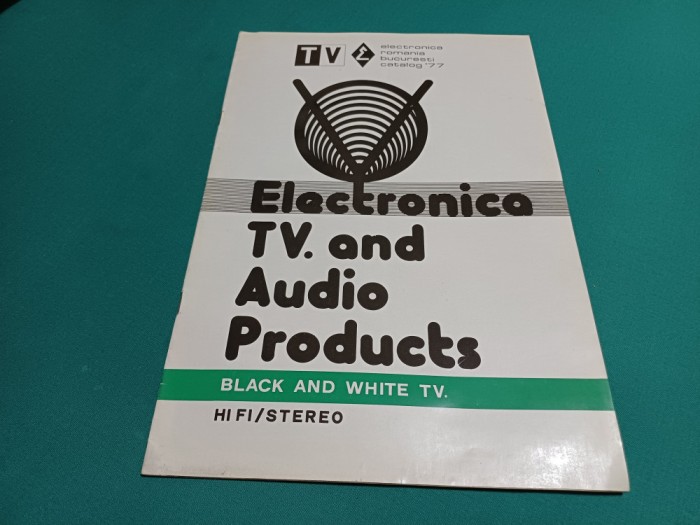 TV Σ
electronica
romania
bucuresti
catalog '77
Electronica
TV. and
Audio
Products
BLACK AND WHITE TV.
HI FI/STEREO